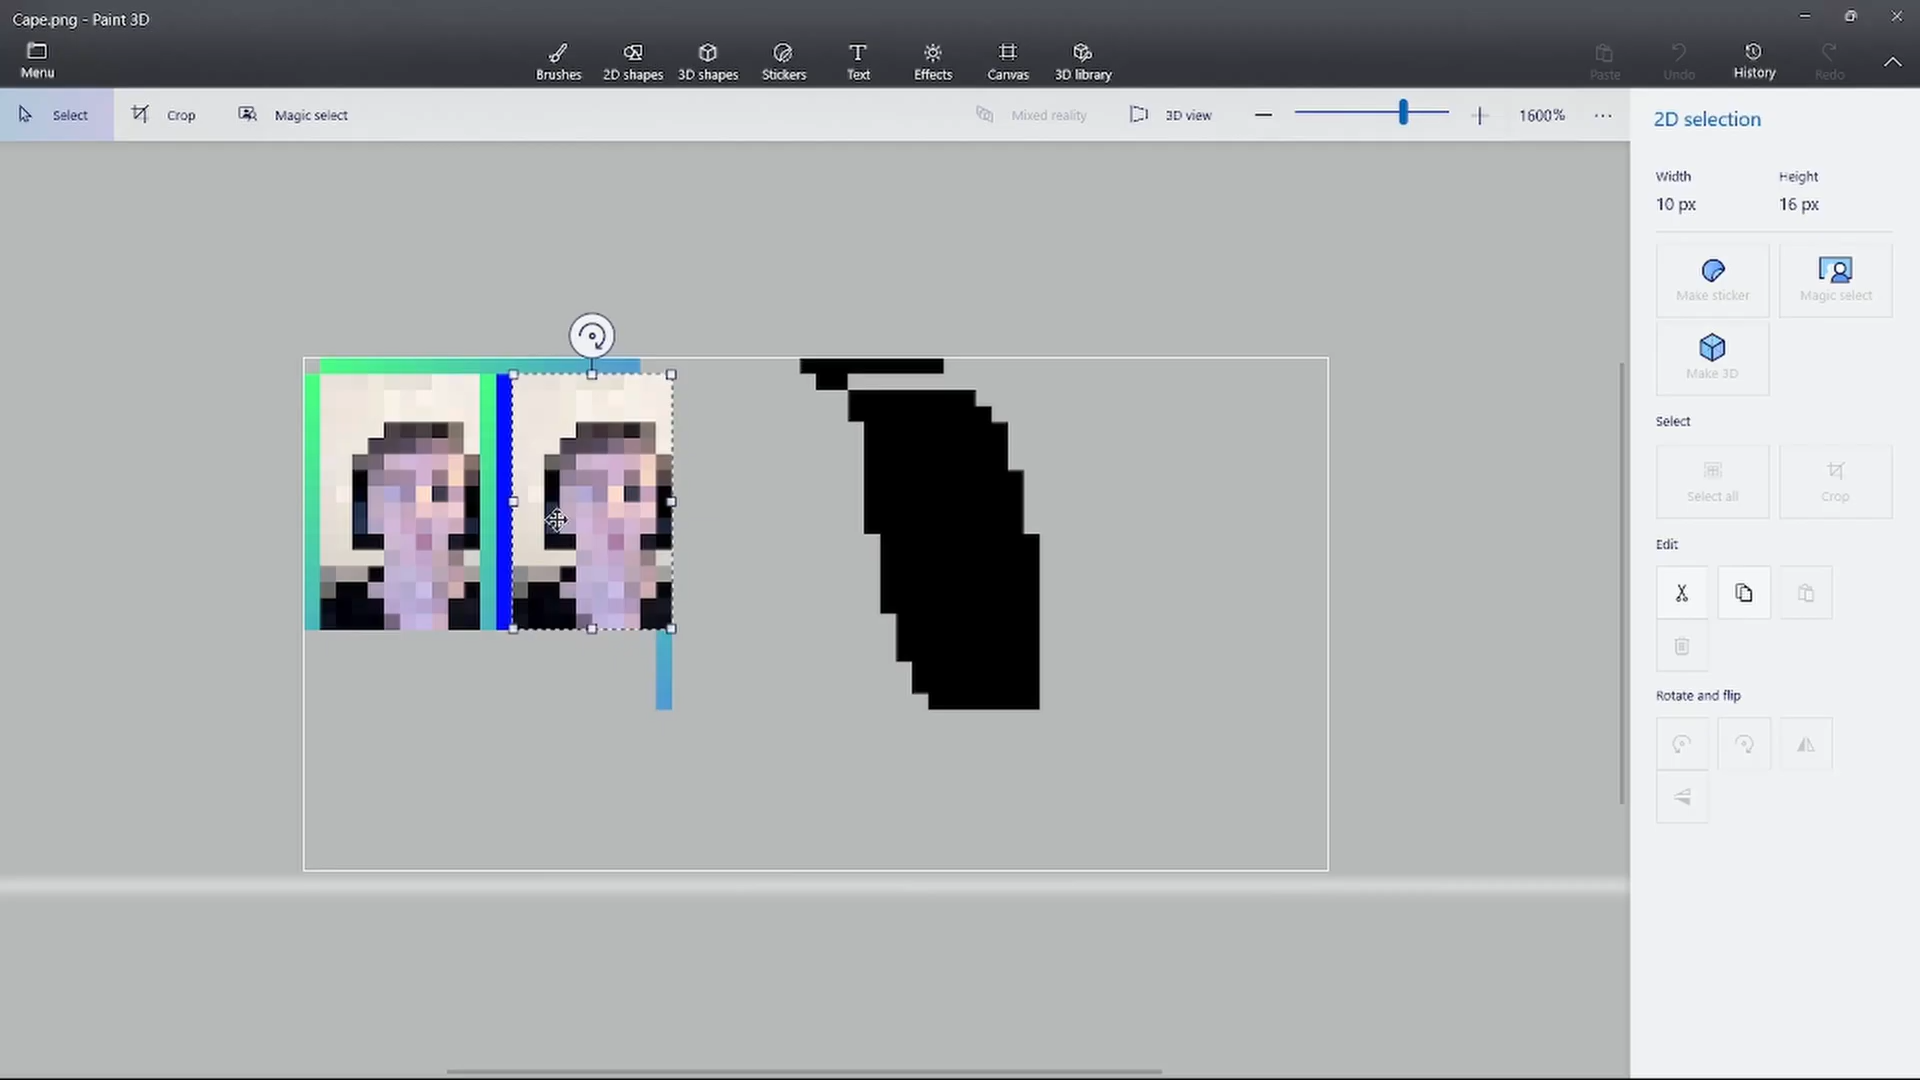 Cape.png - Paint 3D
Menu
Brushes
2D shapes
3D shapes
Stickers
Text
Effects
Canvas
3D library
Paste
Undo
History
Redo
Select
Crop
Magic select
Mixed reality
3D view
1600%
2D selection
Width
Height
10 px
16 px
Make sticker
Magic select
Make 3D
Select
Select all
Crop
Edit
Rotate and flip